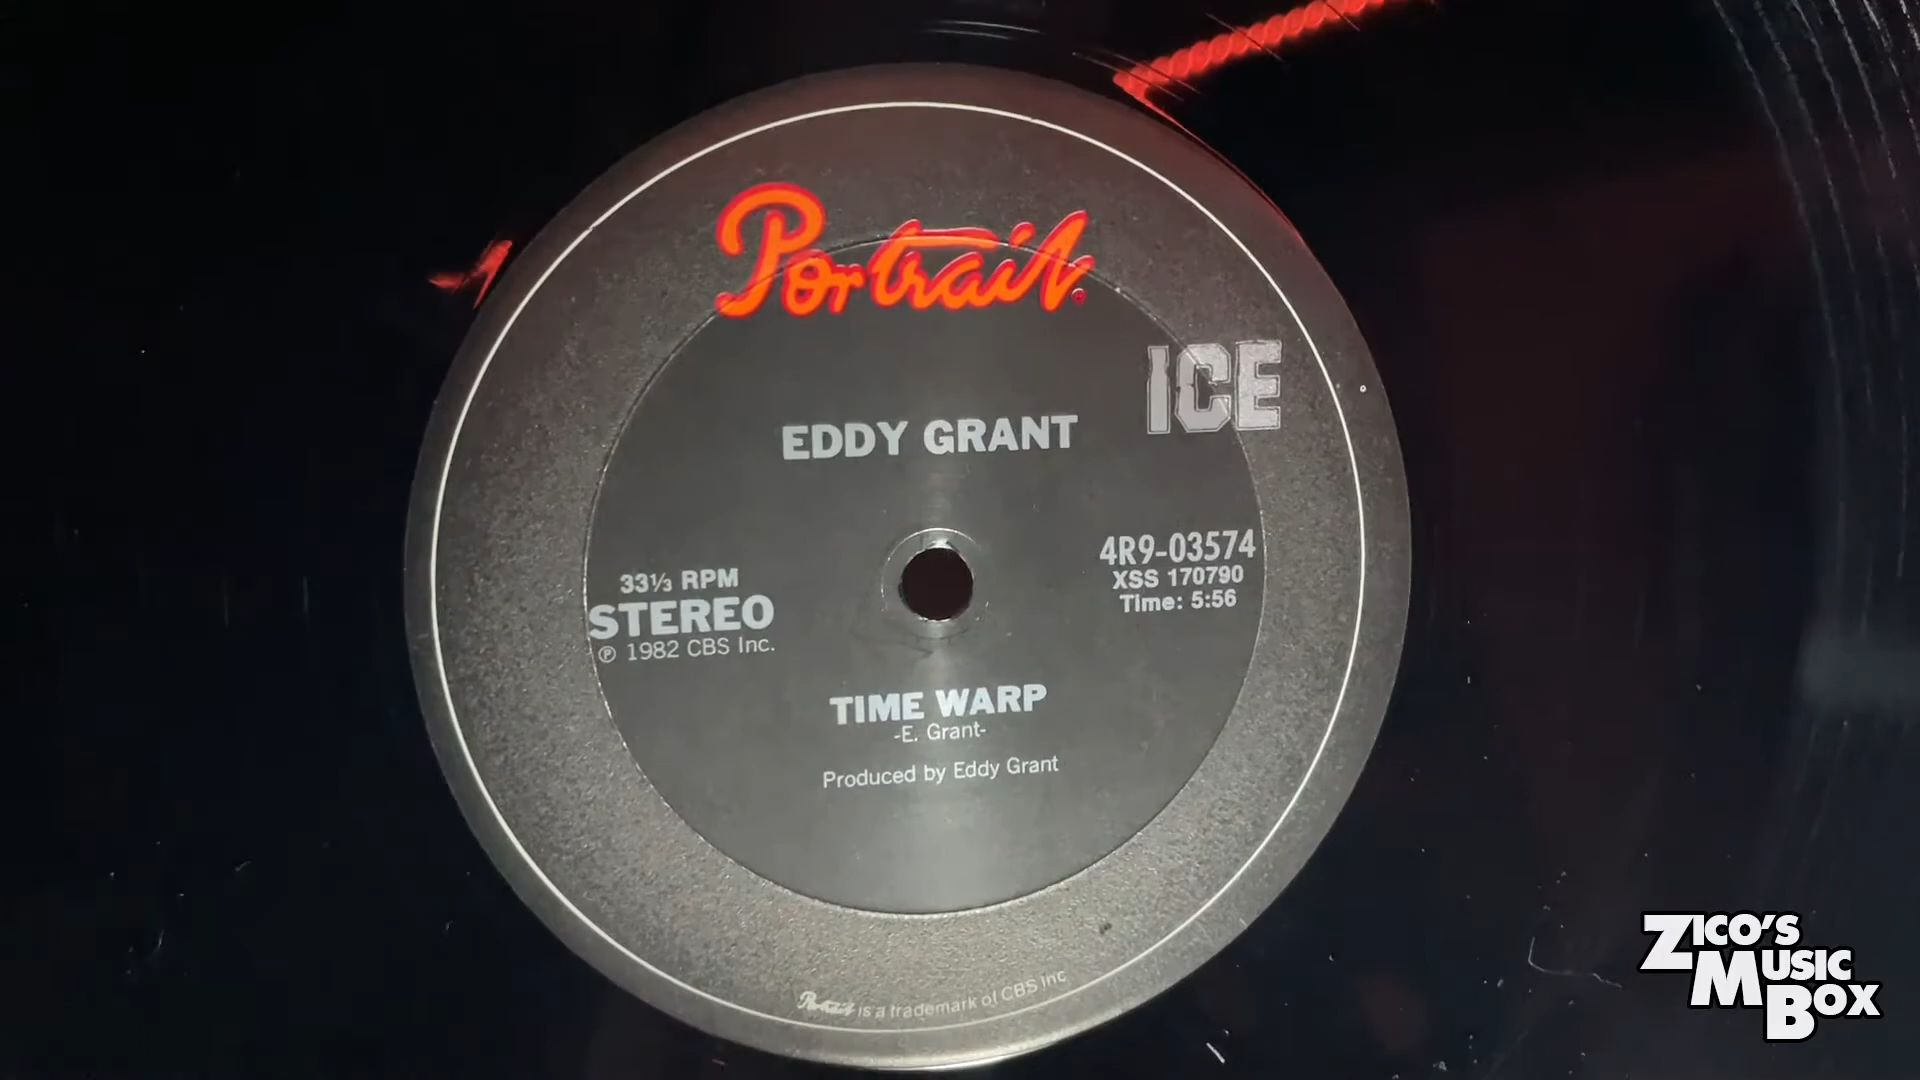 Portrait
ICE
EDDY GRANT
33⅓ RPM
STEREO
℗ 1982 CBS Inc.
4R9-03574
XSS 170790
Time: 5:56
TIME WARP
-E. Grant-
Produced by Eddy Grant
Portrait is a trademark of CBS Inc
ZICO'S
MUSIC
BOX